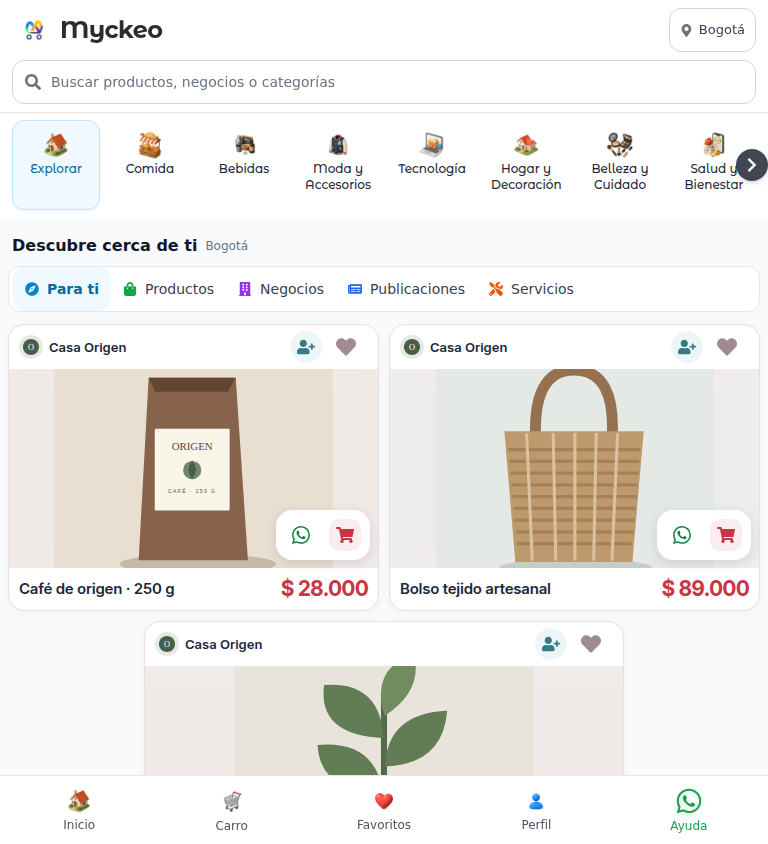 Myckeo
Bogotá
Buscar productos, negocios o categorías
Explorar
Comida
Bebidas
Moda y
Accesorios
Tecnología
Hogar y
Decoración
Belleza y
Cuidado
Salud y
Bienestar
Descubre cerca de ti Bogotá
Para ti
Productos
Negocios
Publicaciones
Servicios
O Casa Origen
ORIGEN
CAFÉ · 250 G
Café de origen · 250 g $ 28.000
O Casa Origen
Bolso tejido artesanal $ 89.000
O Casa Origen
Inicio
Carro
Favoritos
Perfil
Ayuda